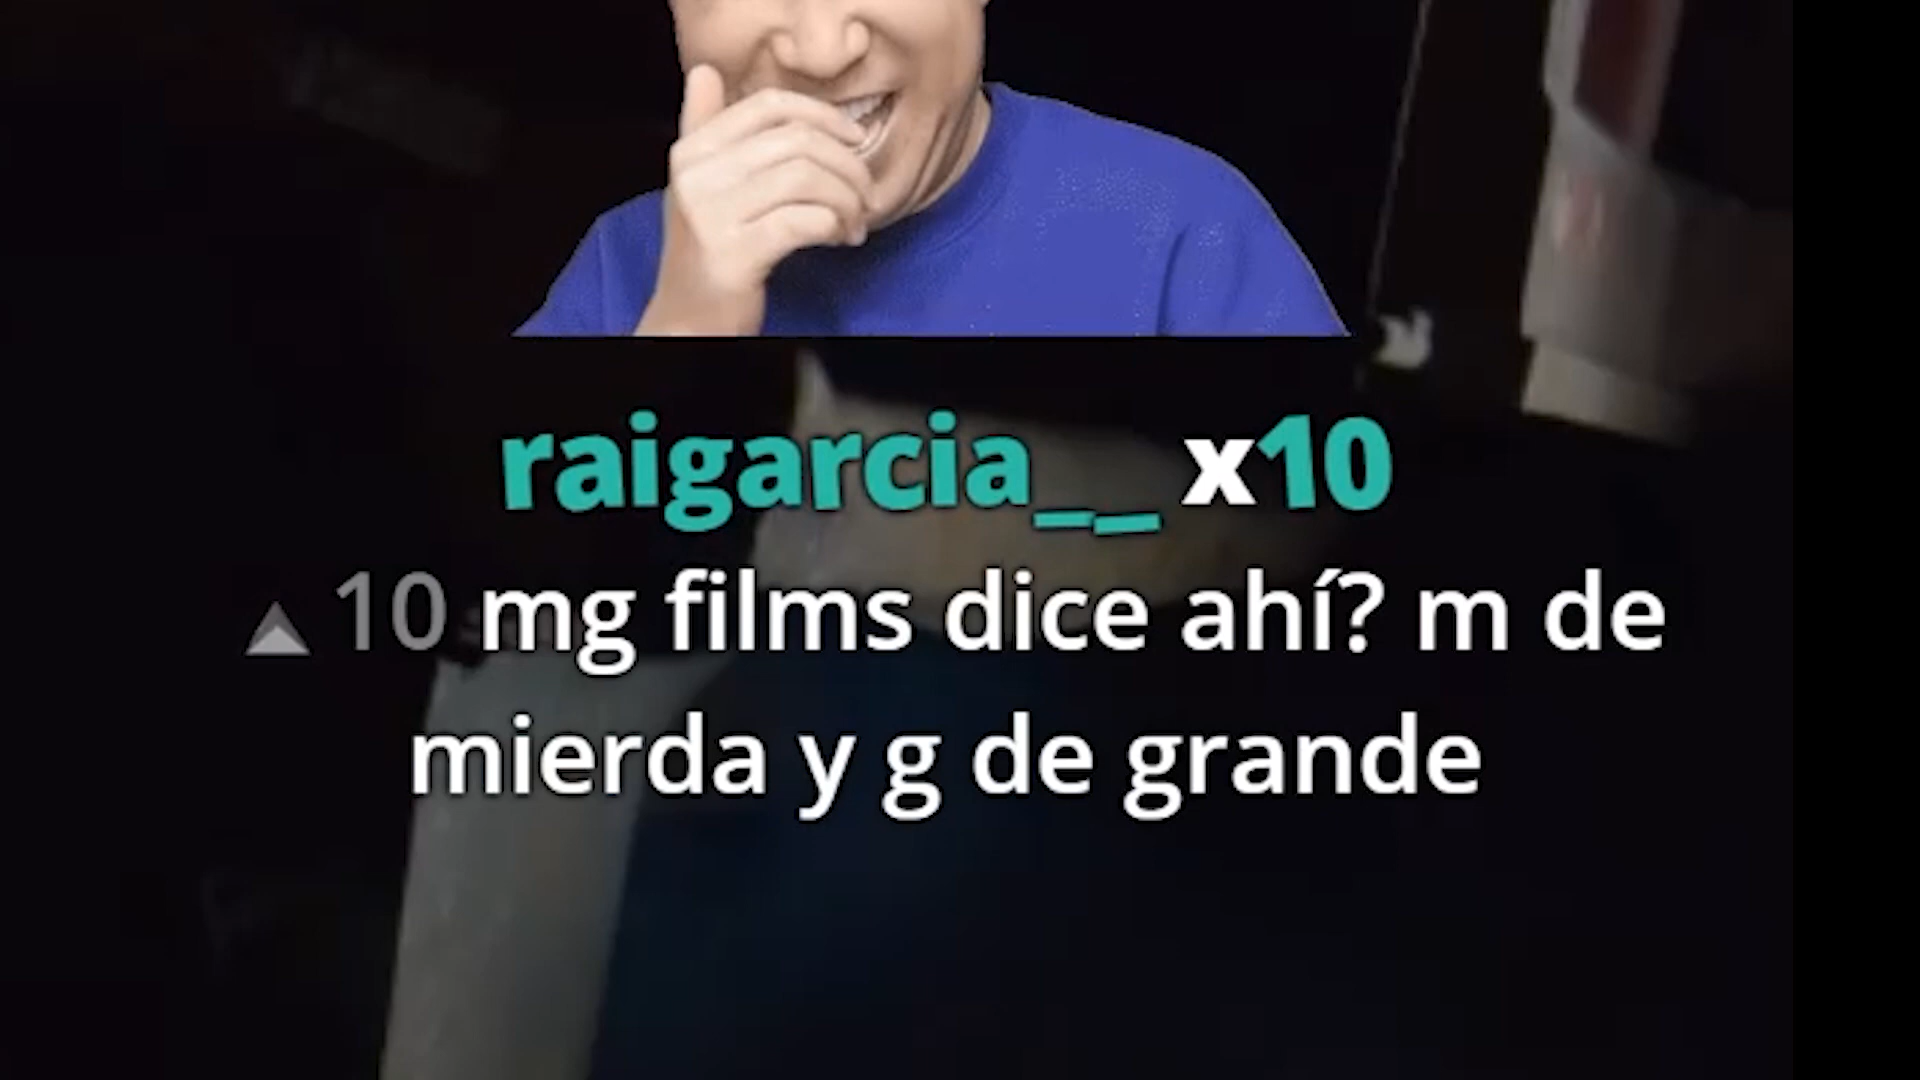 raigarcia__ x10
10 mg films dice ahí? m de
mierda y g de grande